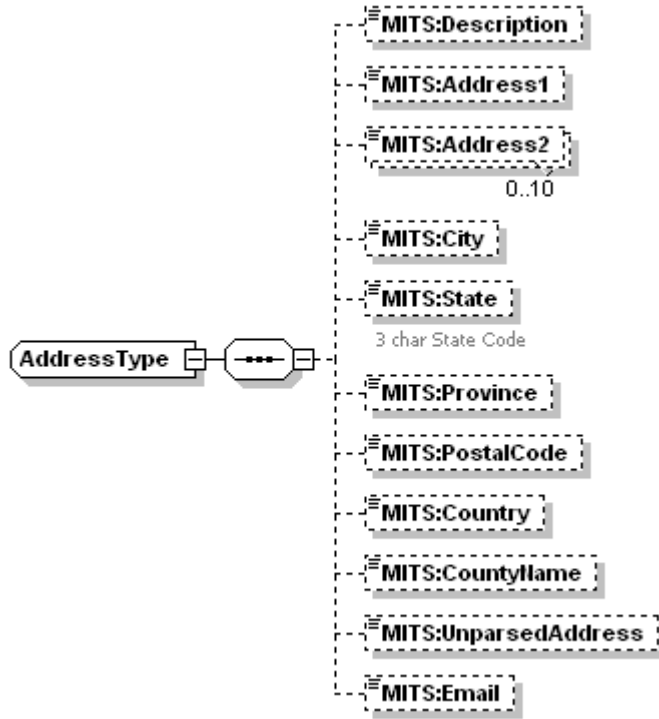 MITS:Description
MITS:Address1
MITS:Address2
0..10
MITS:City
MITS:State
3 char State Code
AddressType
MITS:Province
MITS:PostalCode
MITS:Country
MITS:CountyName
MITS:UnparsedAddress
MITS:Email